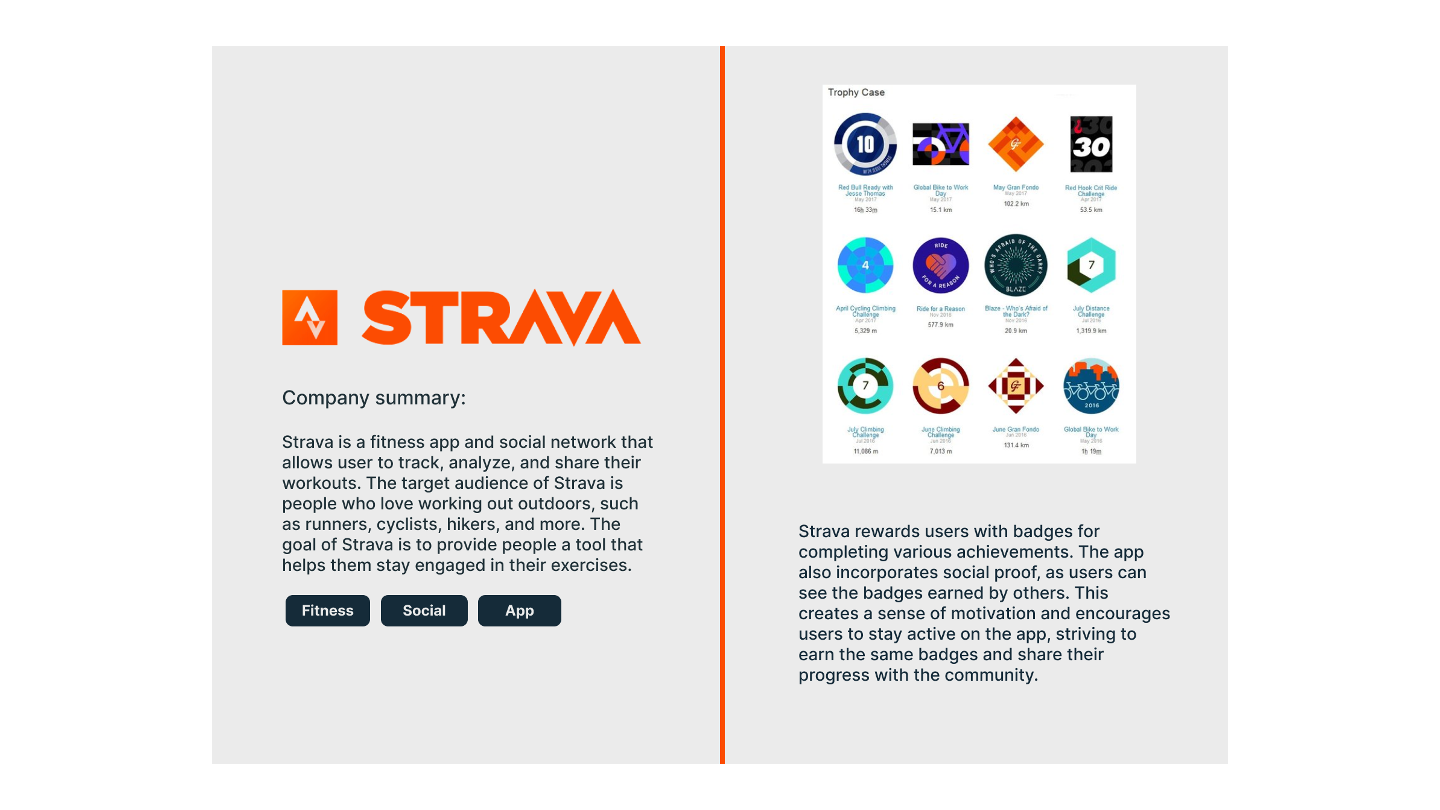 STRAVA
Company summary:
Strava is a fitness app and social network that
allows user to track, analyze, and share their
workouts. The target audience of Strava is
people who love working out outdoors, such
as runners, cyclists, hikers, and more. The
goal of Strava is to provide people a tool that
helps them stay engaged in their exercises.
Fitness Social App
Trophy Case
10
30
Red Bull Ready with
Jesse Thomas
May 2017
16h 33m
Global Bike to Work
Day
May 2017
15.1 km
May Gran Fondo
May 2017
102.2 km
Red Hook Crit Ride
Challenge
Apr 2017
53.5 km
4
RIDE
FOR A REASON
WHO'S AFRAID OF THE DARK?
BLAZE
7
April Cycling Climbing
Challenge
Apr 2017
5,329 m
Ride for a Reason
Nov 2016
577.9 km
Blaze - Who's Afraid of
the Dark?
Nov 2016
20.9 km
July Distance
Challenge
Jul 2016
1,319.9 km
7
6
G
2016
July Climbing
Challenge
Jul 2016
11,086 m
June Climbing
Challenge
Jun 2016
7,013 m
June Gran Fondo
Jun 2016
131.4 km
Global Bike to Work
Day
May 2016
1h 19m
Strava rewards users with badges for
completing various achievements. The app
also incorporates social proof, as users can
see the badges earned by others. This
creates a sense of motivation and encourages
users to stay active on the app, striving to
earn the same badges and share their
progress with the community.